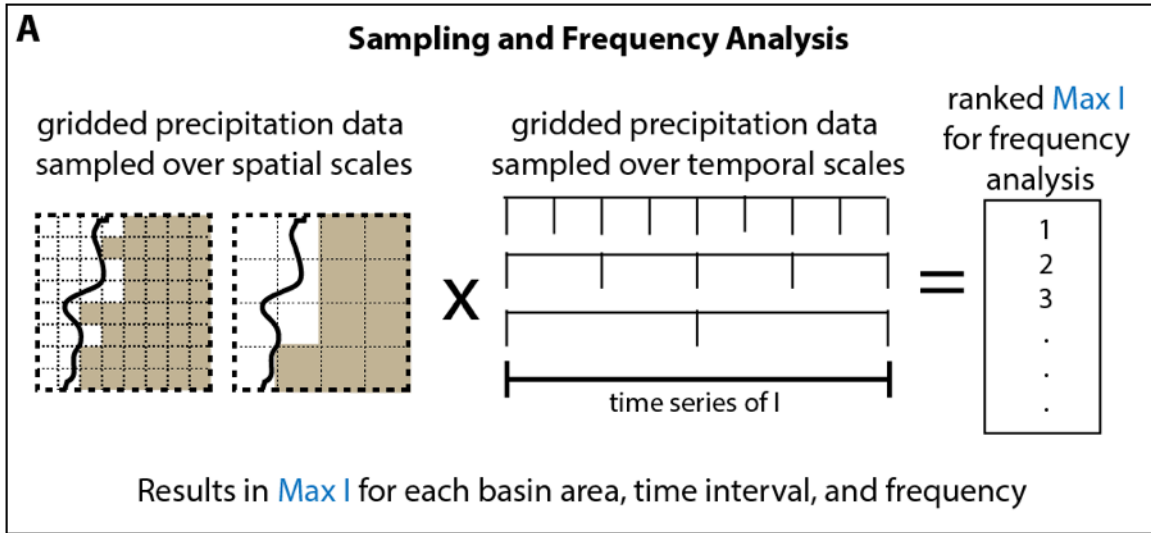 A
Sampling and Frequency Analysis
gridded precipitation data
sampled over spatial scales
X
gridded precipitation data
sampled over temporal scales
time series of I
=
ranked Max I
for frequency
analysis
1
2
3
.
.
.
Results in Max I for each basin area, time interval, and frequency